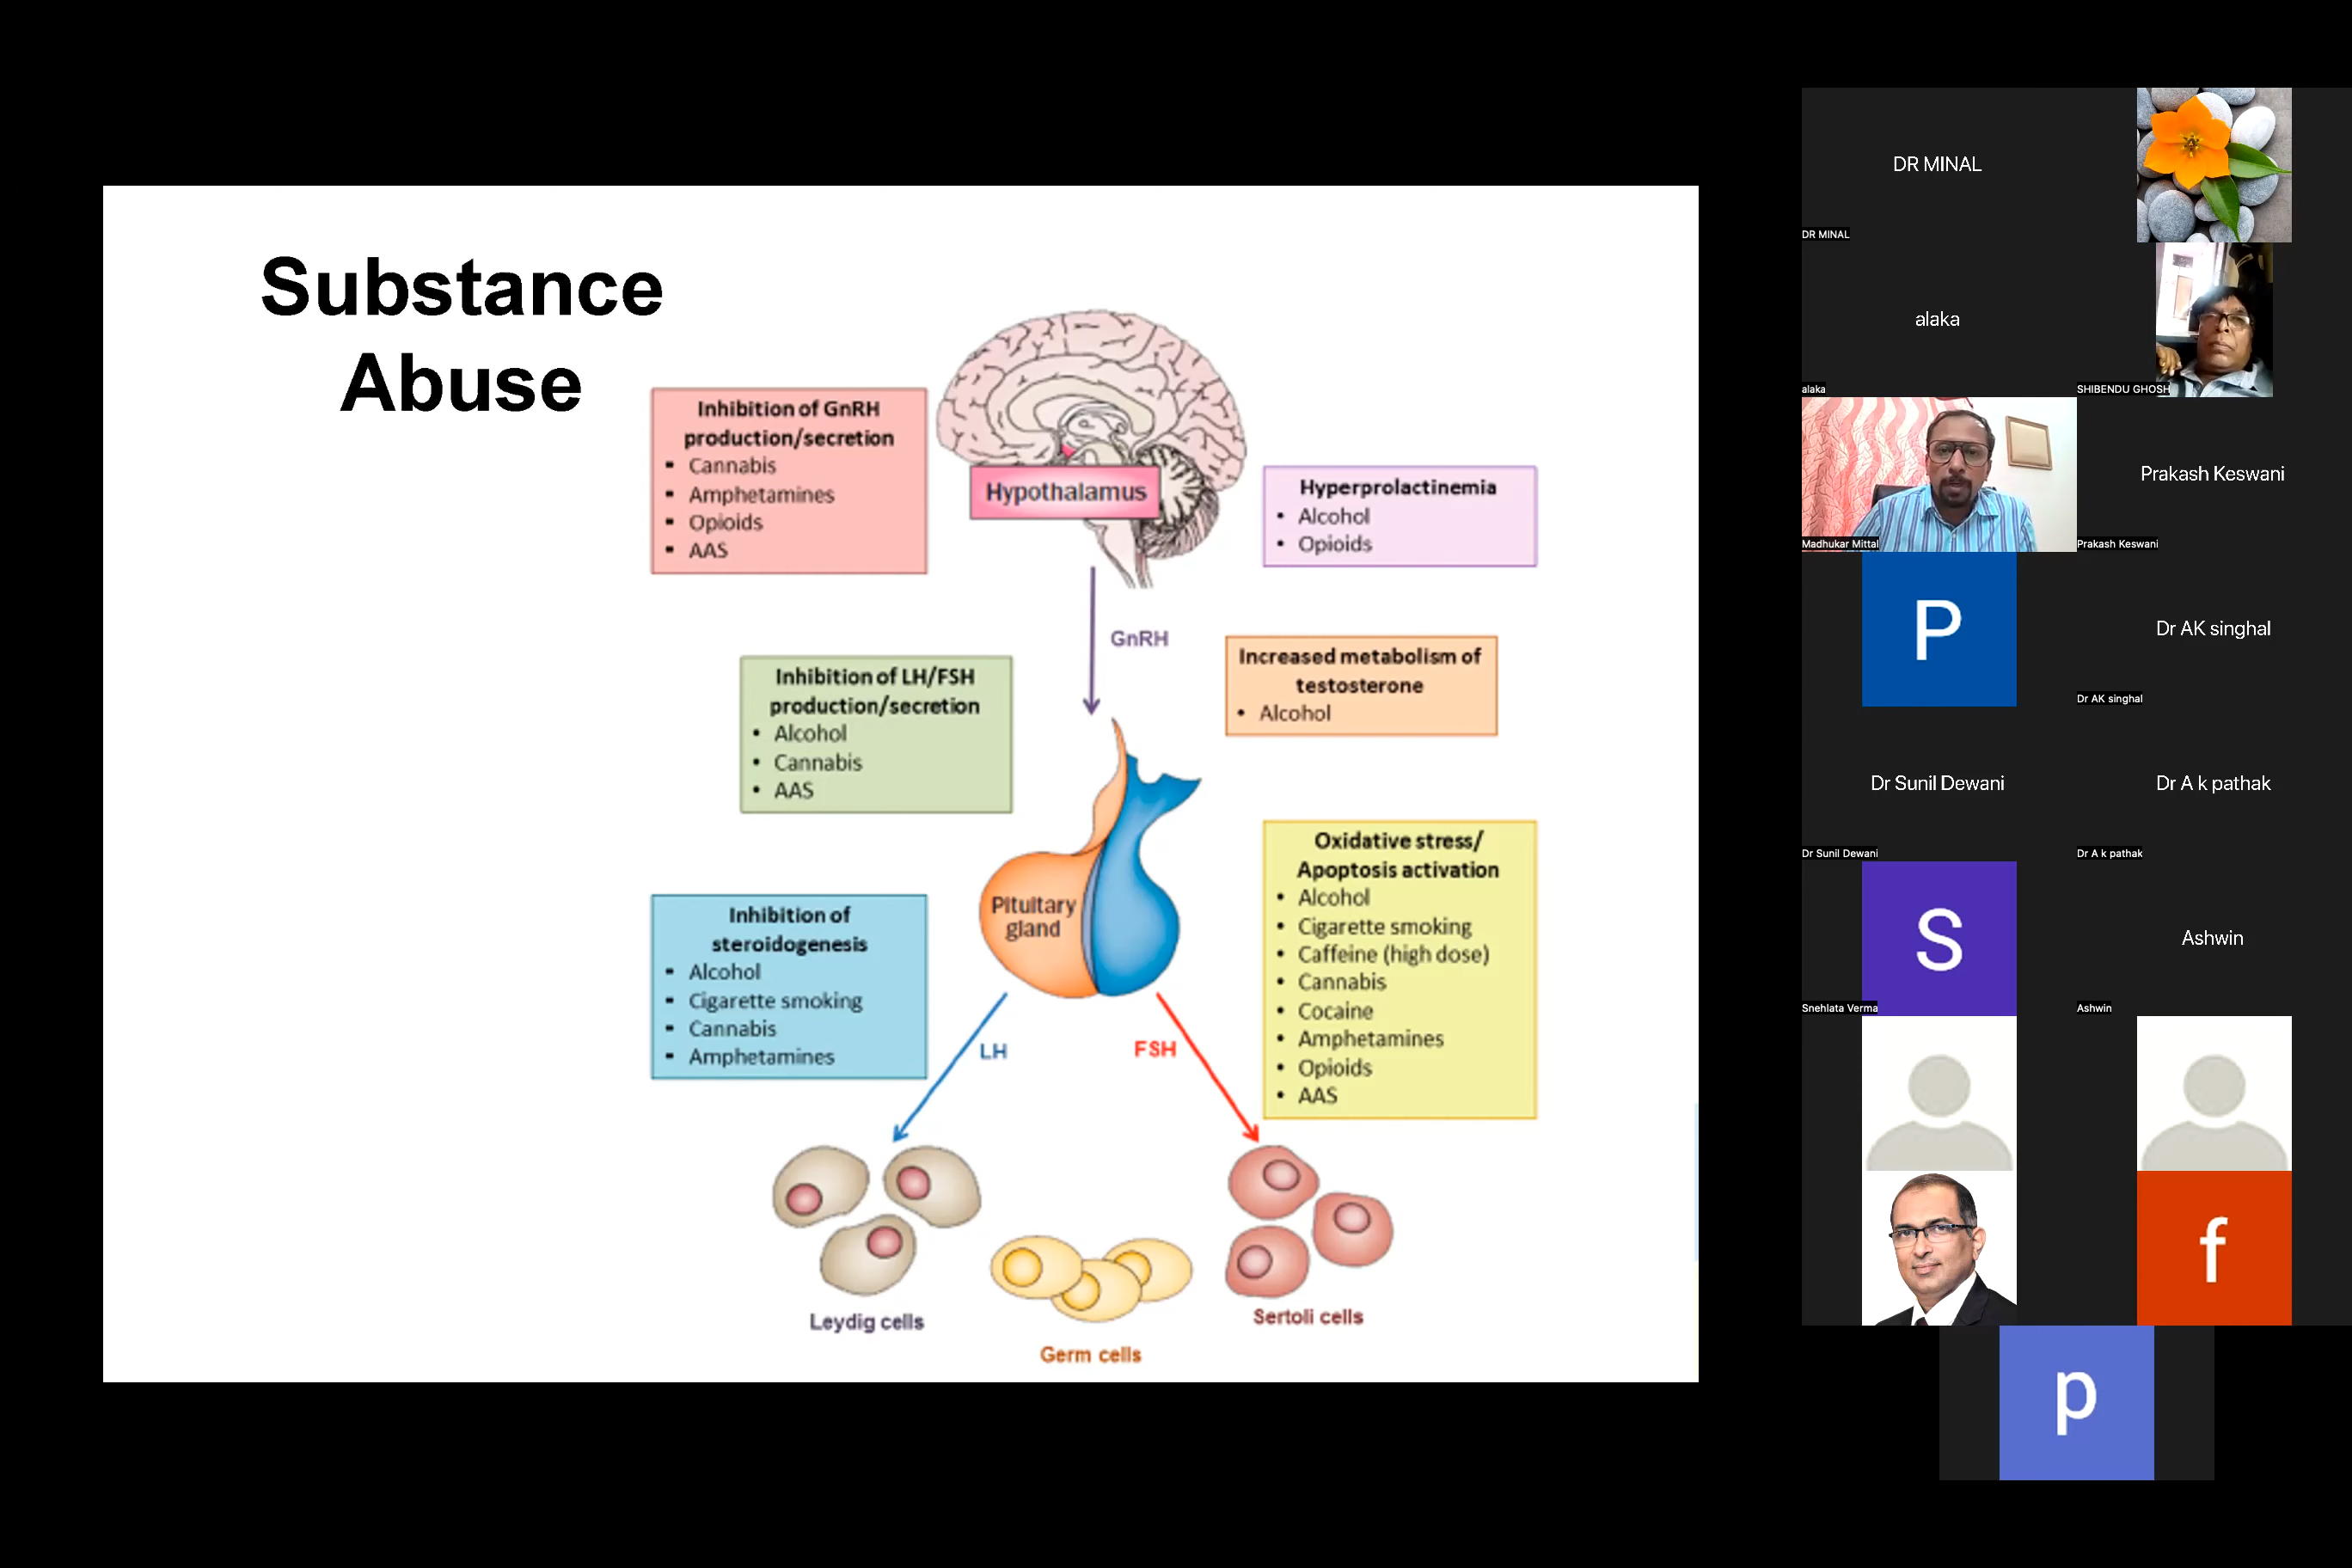 Substance
Abuse
Inhibition of GnRH
production/secretion
▪ Cannabis
▪ Amphetamines
▪ Opioids
▪ AAS
Hypothalamus
Hyperprolactinemia
• Alcohol
• Opioids
GnRH
Inhibition of LH/FSH
production/secretion
• Alcohol
• Cannabis
• AAS
Increased metabolism of
testosterone
• Alcohol
Pituitary
gland
Oxidative stress/
Apoptosis activation
• Alcohol
• Cigarette smoking
• Caffeine (high dose)
• Cannabis
• Cocaine
• Amphetamines
• Opioids
• AAS
Inhibition of
steroidogenesis
▪ Alcohol
▪ Cigarette smoking
▪ Cannabis
▪ Amphetamines
LH
FSH
Leydig cells
Germ cells
Sertoli cells
DR MINAL
DR MINAL
alaka
alaka
SHIBENDU GHOSH
Madhukar Mittal
Prakash Keswani
Prakash Keswani
P
Dr AK singhal
Dr AK singhal
Dr Sunil Dewani
Dr Sunil Dewani
Dr A k pathak
Dr A k pathak
S
Snehlata Verma
Ashwin
Ashwin
f
p